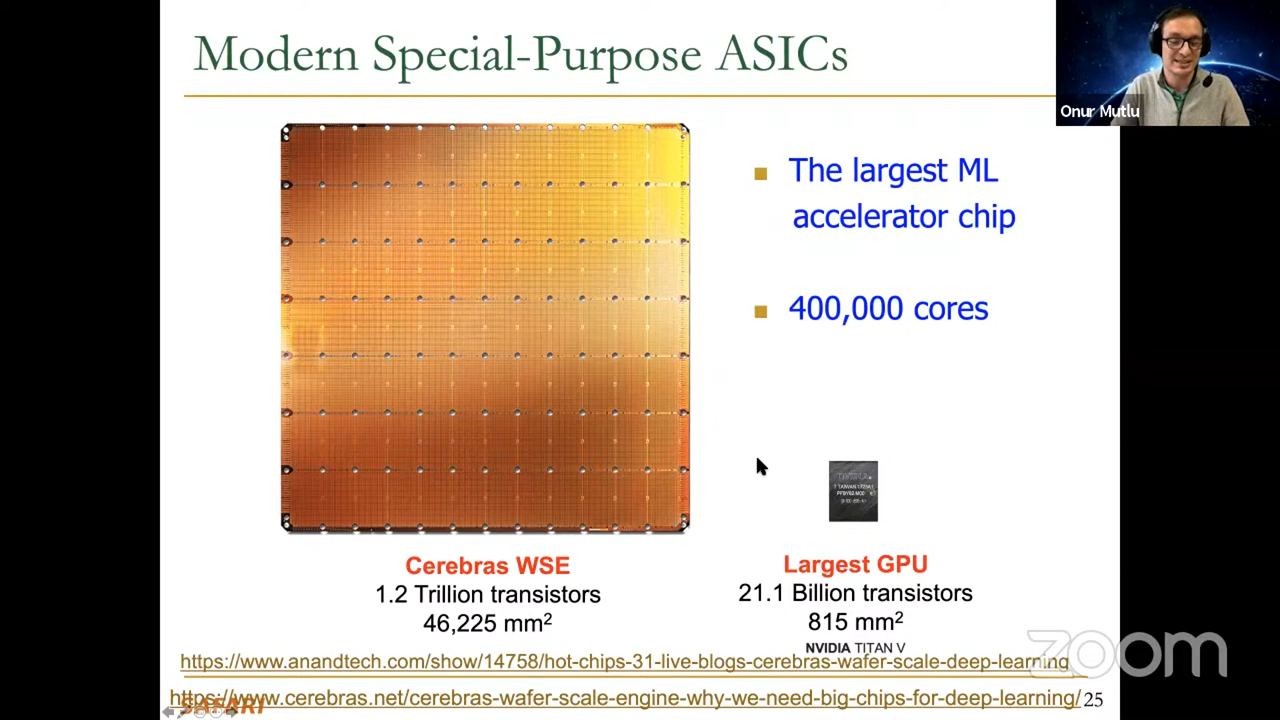 Modern Special-Purpose ASICs
Onur Mutlu
The largest ML
accelerator chip
400,000 cores
Cerebras WSE
1.2 Trillion transistors
46,225 mm²
NVIDIA
Largest GPU
21.1 Billion transistors
815 mm²
NVIDIA TITAN V
https://www.anandtech.com/show/14758/hot-chips-31-live-blogs-cerebras-wafer-scale-deep-learning
https://www.cerebras.net/cerebras-wafer-scale-engine-why-we-need-big-chips-for-deep-learning/
SAFARI
25
zoom